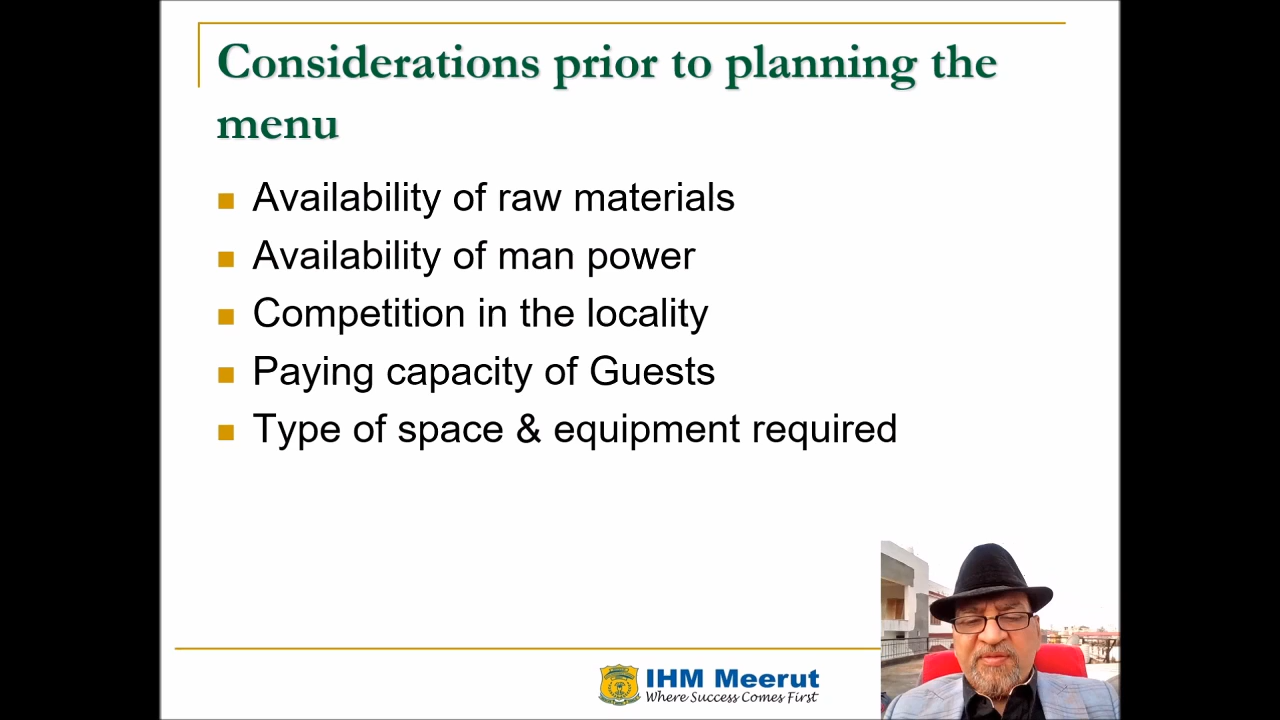 Considerations prior to planning the
menu
Availability of raw materials
Availability of man power
Competition in the locality
Paying capacity of Guests
Type of space & equipment required
IHM Meerut
Where Success Comes First